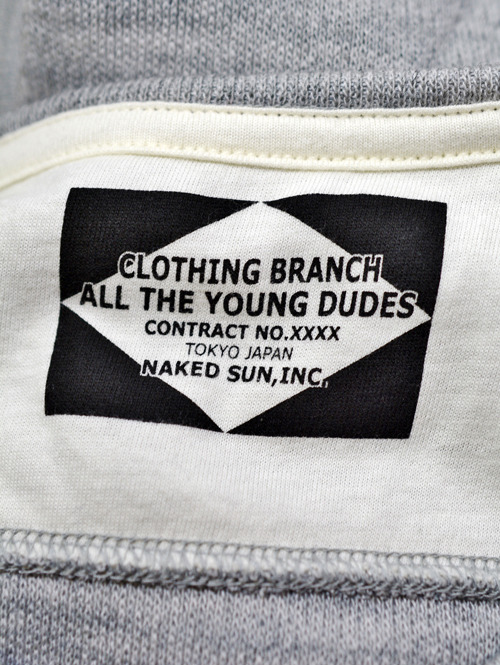 CLOTHING BRANCH
ALL THE YOUNG DUDES
CONTRACT NO.XXXX
TOKYO JAPAN
NAKED SUN,INC.